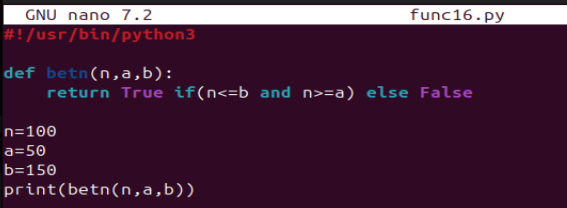 GNU nano 7.2 func16.py
#!/usr/bin/python3
def betn(n,a,b):
    return True if(n<=b and n>=a) else False
n=100
a=50
b=150
print(betn(n,a,b))